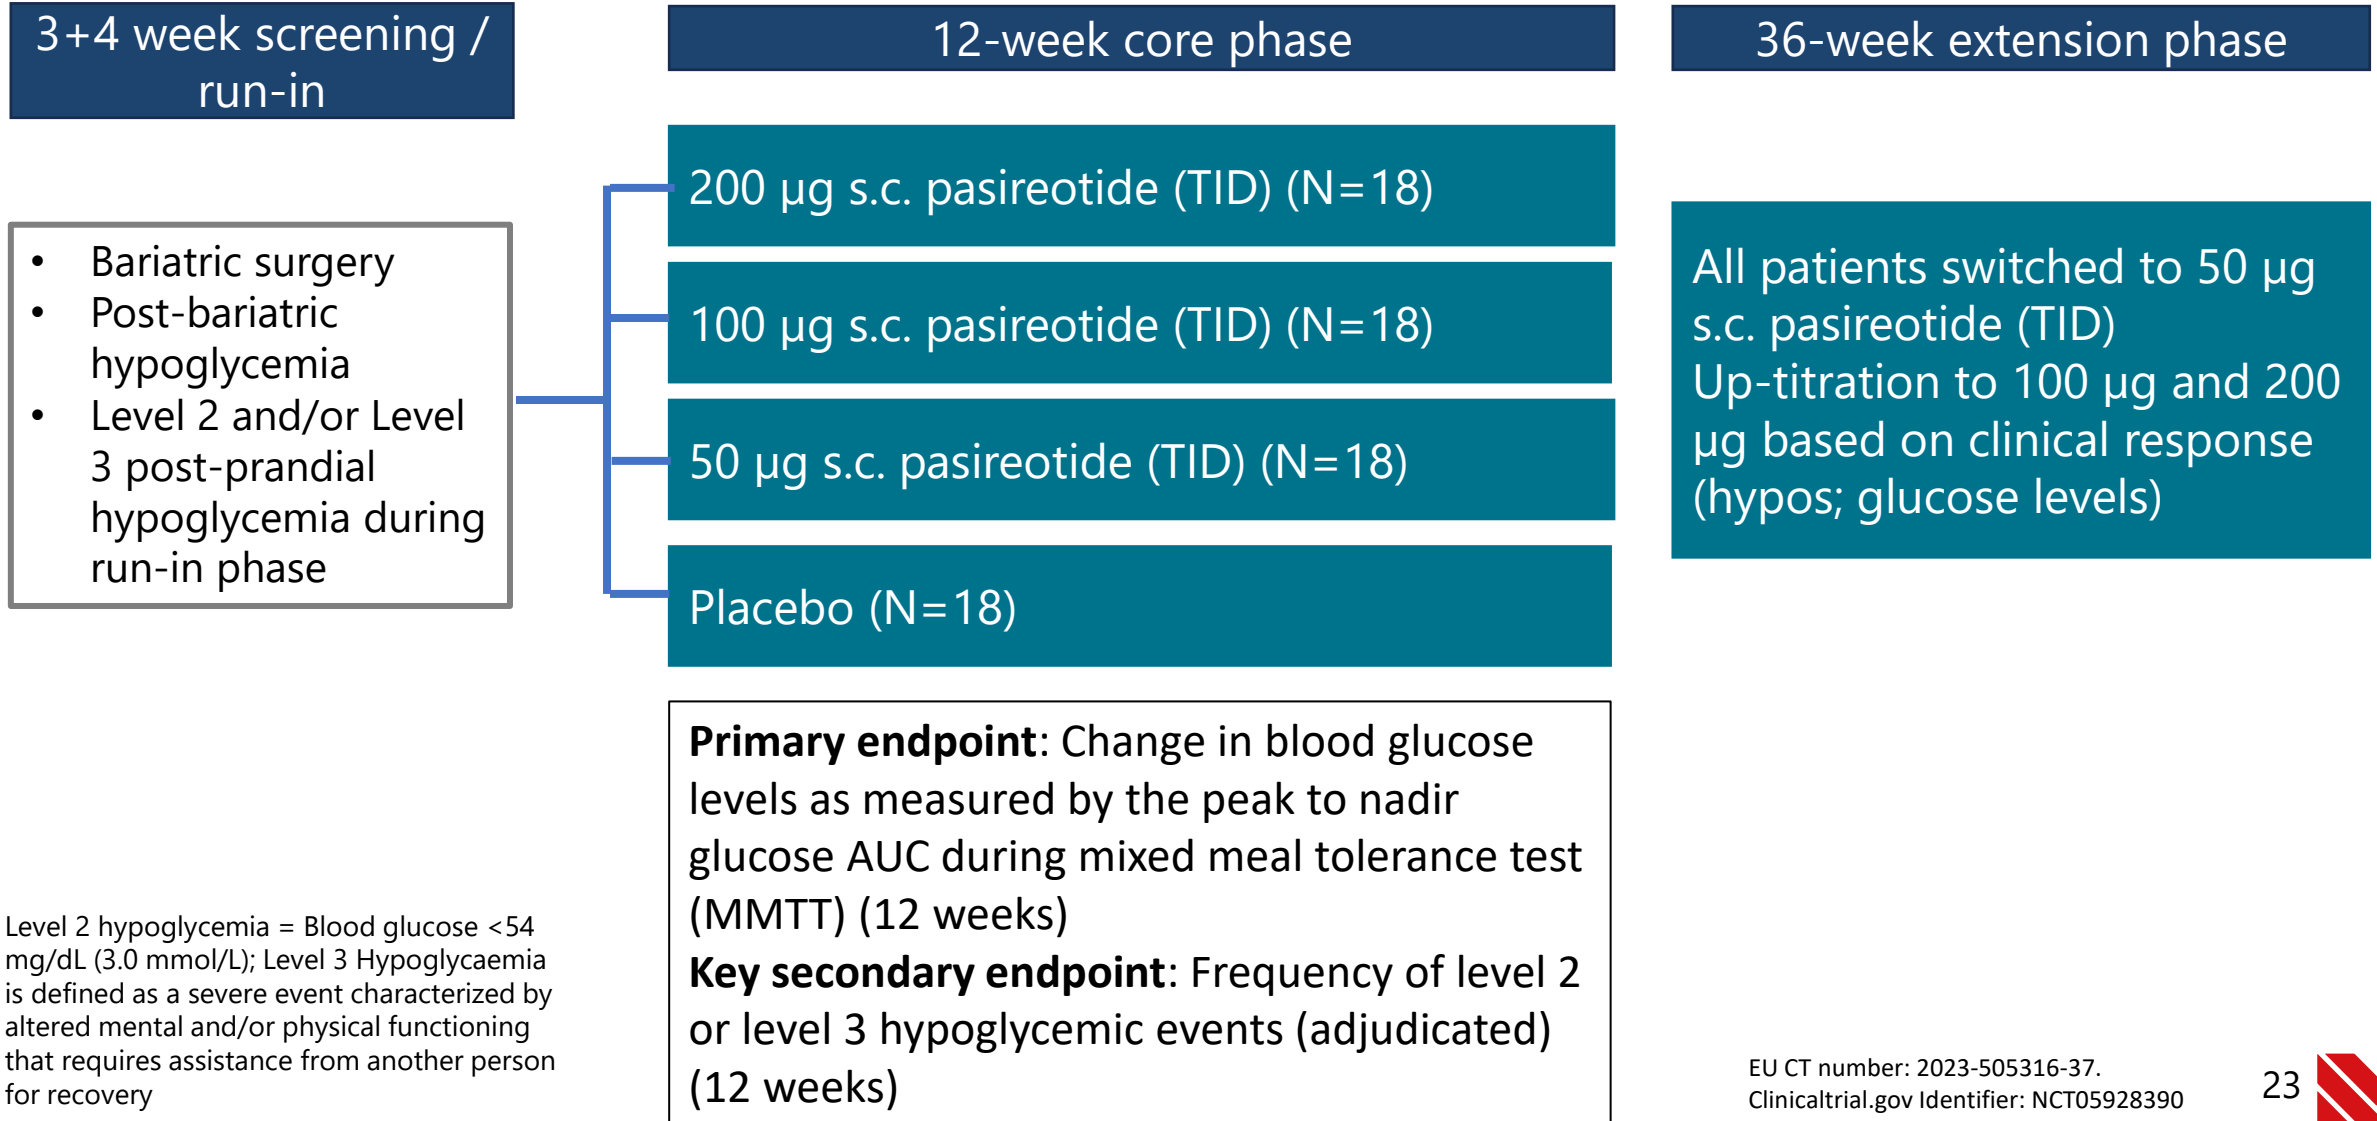 3+4 week screening /
run-in
12-week core phase
36-week extension phase
• Bariatric surgery
• Post-bariatric
hypoglycemia
• Level 2 and/or Level
3 post-prandial
hypoglycemia during
run-in phase
200 µg s.c. pasireotide (TID) (N=18)
100 µg s.c. pasireotide (TID) (N=18)
50 µg s.c. pasireotide (TID) (N=18)
Placebo (N=18)
All patients switched to 50 µg
s.c. pasireotide (TID)
Up-titration to 100 µg and 200
µg based on clinical response
(hypos; glucose levels)
Primary endpoint: Change in blood glucose
levels as measured by the peak to nadir
glucose AUC during mixed meal tolerance test
(MMTT) (12 weeks)
Key secondary endpoint: Frequency of level 2
or level 3 hypoglycemic events (adjudicated)
(12 weeks)
Level 2 hypoglycemia = Blood glucose <54
mg/dL (3.0 mmol/L); Level 3 Hypoglycaemia
is defined as a severe event characterized by
altered mental and/or physical functioning
that requires assistance from another person
for recovery
EU CT number: 2023-505316-37.
Clinicaltrial.gov Identifier: NCT05928390
23